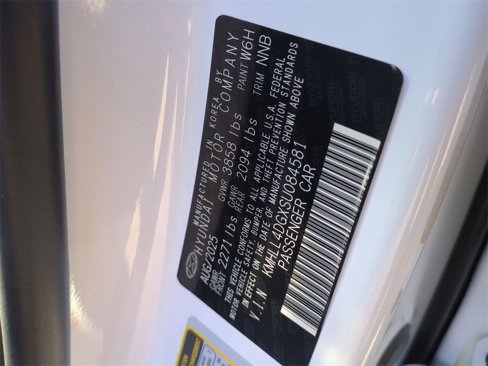 MANUFACTURED IN KOREA BY
HYUNDAI MOTOR COMPANY
AUG/2025 GVWR 3858 lbs PAINT W6H
GAWR FRONT 2271 lbs GAWR REAR 2094 lbs TRIM NNB
THIS VEHICLE CONFORMS TO ALL APPLICABLE U.S.A. FEDERAL
MOTOR VEHICLE SAFETY, BUMPER, AND THEFT PREVENTION STANDARDS
IN EFFECT ON THE DATE OF MANUFACTURE SHOWN ABOVE
V.I.N KMHLL4DGXSU084581
PASSENGER CAR